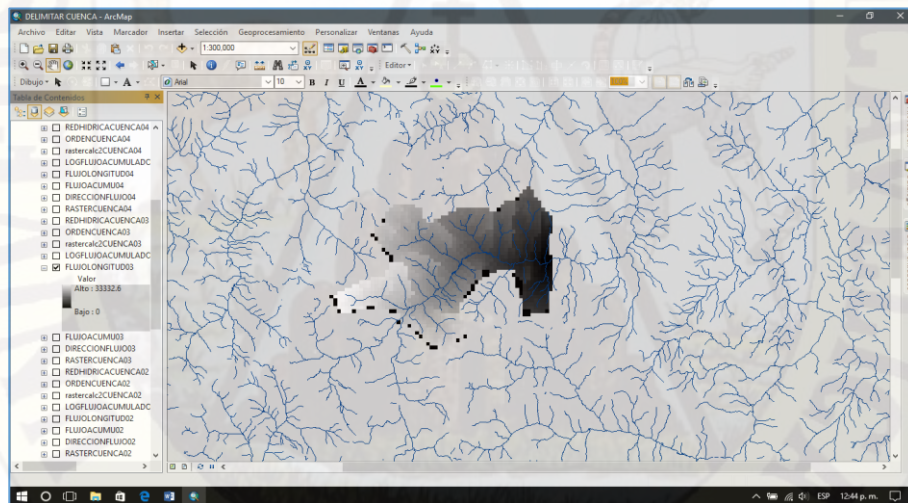 DELIMITAR CUENCA - ArcMap
Archivo Editar Vista Marcador Insertar Selección Geoprocesamiento Personalizar Ventanas Ayuda
1:300,000
Editor
Dibujo A Arial 10 B I U A
Tabla de Contenidos
REDHIDRICACUENCA04
ORDENCUENCA04
rastercalc2CUENCA04
LOGFLUJOACUMULADC
FLUJOLONGITUD04
FLUJOACUMU04
DIRECCIONFLUJO04
RASTERCUENCA04
REDHIDRICACUENCA03
ORDENCUENCA03
rastercalc2CUENCA03
LOGFLUJOACUMULADC
FLUJOLONGITUD03
Valor
Alto : 33332.6
Bajo : 0
FLUJOACUMU03
DIRECCIONFLUJO03
RASTERCUENCA03
REDHIDRICACUENCA02
ORDENCUENCA02
rastercalc2CUENCA02
LOGFLUJOACUMULADC
FLUJOLONGITUD02
FLUJOACUMU02
DIRECCIONFLUJO02
RASTERCUENCA02
ESP 12:44 p. m.